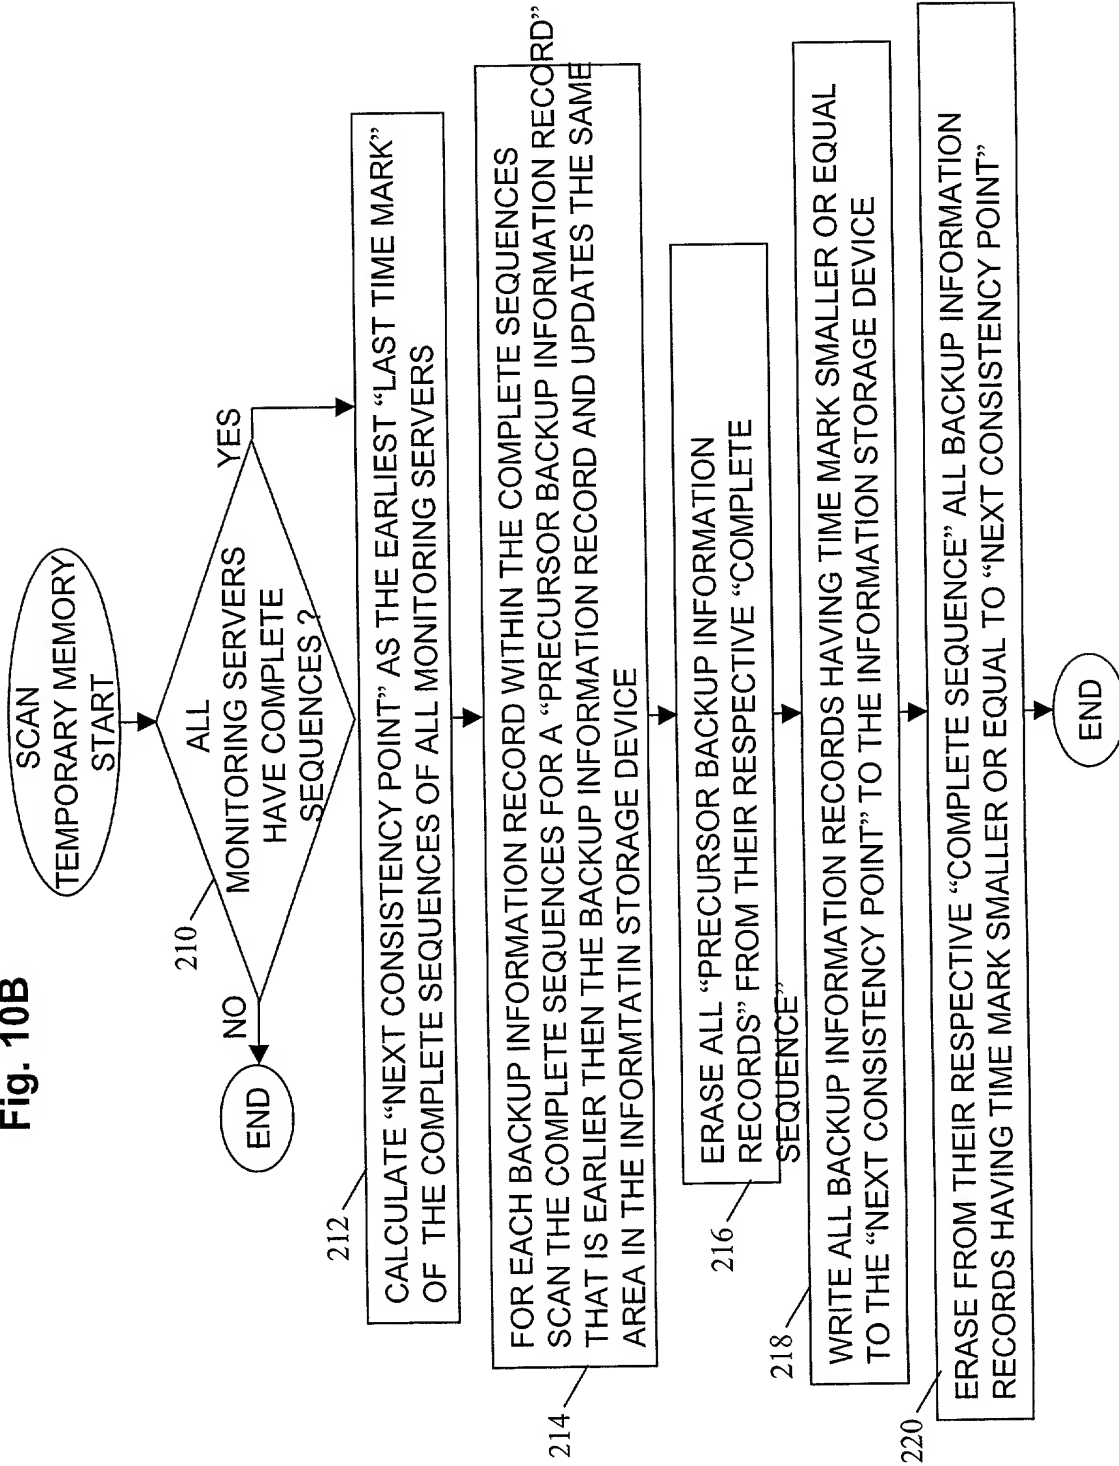 Fig. 10B
SCAN
TEMPORARY MEMORY
START
210
ALL
MONITORING SERVERS
HAVE COMPLETE
SEQUENCES ?
NO
YES
END
212
CALCULATE “NEXT CONSISTENCY POINT” AS THE EARLIEST “LAST TIME MARK”
OF THE COMPLETE SEQUENCES OF ALL MONITORING SERVERS
214
FOR EACH BACKUP INFORMATION RECORD WITHIN THE COMPLETE SEQUENCES
SCAN THE COMPLETE SEQUENCES FOR A “PRECURSOR BACKUP INFORMATION RECORD”
THAT IS EARLIER THEN THE BACKUP INFORMATION RECORD AND UPDATES THE SAME
AREA IN THE INFORMTATIN STORAGE DEVICE
216
ERASE ALL “PRECURSOR BACKUP INFORMATION
RECORDS” FROM THEIR RESPECTIVE “COMPLETE
SEQUENCE”
218
WRITE ALL BACKUP INFORMATION RECORDS HAVING TIME MARK SMALLER OR EQUAL
TO THE “NEXT CONSISTENCY POINT” TO THE INFORMATION STORAGE DEVICE
220
ERASE FROM THEIR RESPECTIVE “COMPLETE SEQUENCE” ALL BACKUP INFORMATION
RECORDS HAVING TIME MARK SMALLER OR EQUAL TO “NEXT CONSISTENCY POINT”
END